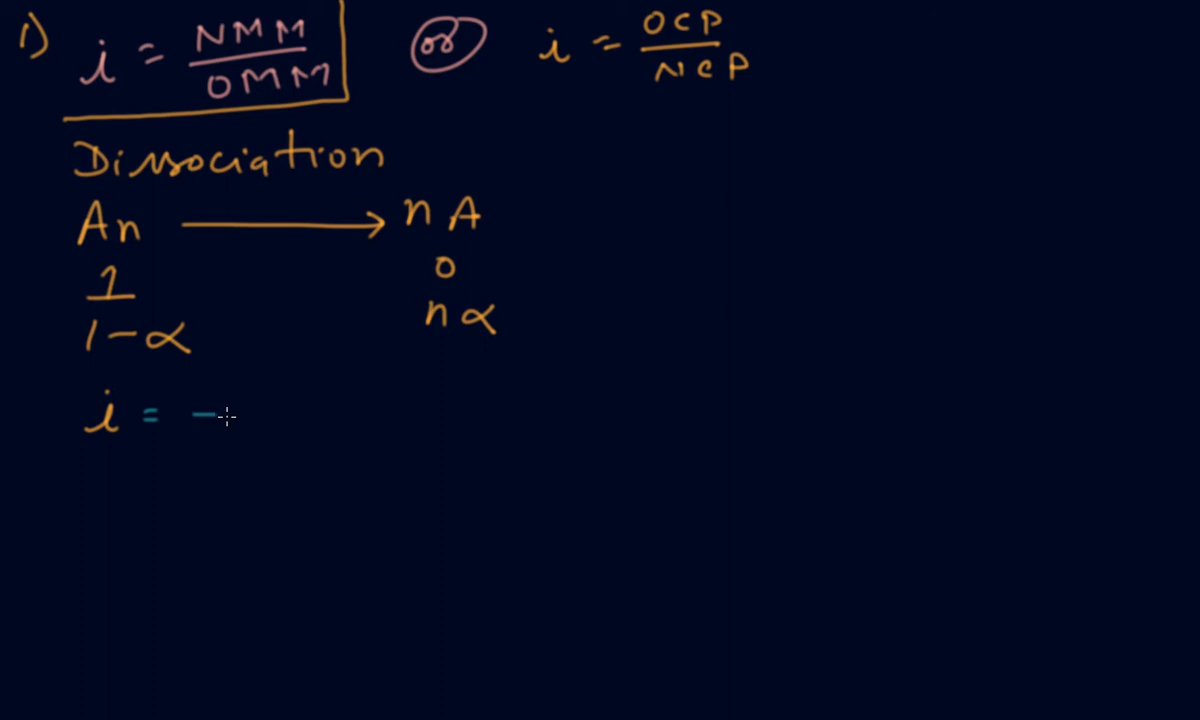 1) i = NMM / OMM or i = OCP / NCP
Dissociation
An → nA
1 0
1-α nα
i = -